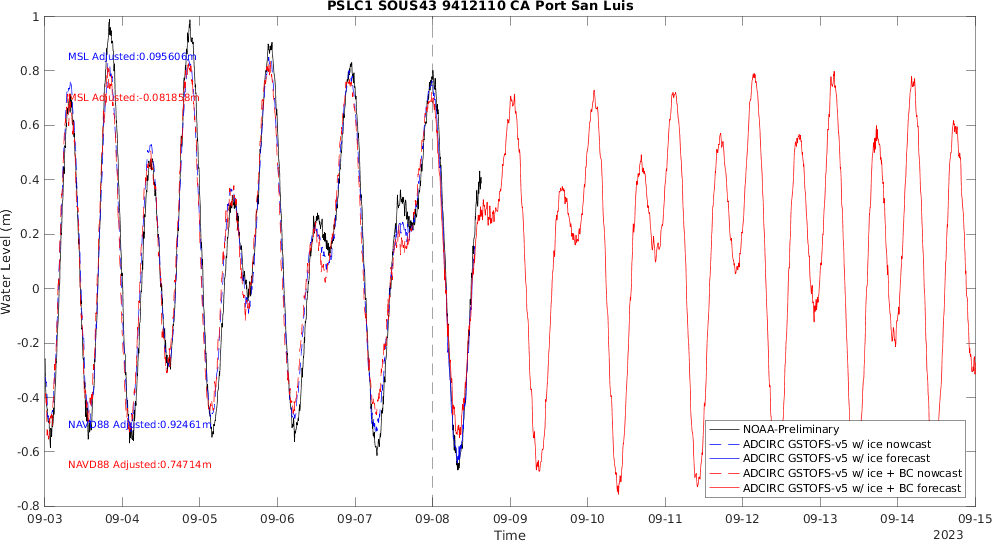 PSLC1 SOUS43 9412110 CA Port San Luis
1
0.8
0.6
0.4
0.2
0
-0.2
-0.4
-0.6
-0.8
Water Level (m)
MSL Adjusted:0.095606m
MSL Adjusted:-0.081858m
NAVD88 Adjusted:0.92461m
NAVD88 Adjusted:0.74714m
NOAA-Preliminary
ADCIRC GSTOFS-v5 w/ ice nowcast
ADCIRC GSTOFS-v5 w/ ice forecast
ADCIRC GSTOFS-v5 w/ ice + BC nowcast
ADCIRC GSTOFS-v5 w/ ice + BC forecast
09-03 09-04 09-05 09-06 09-07 09-08 09-09 09-10 09-11 09-12 09-13 09-14 09-15
Time
2023